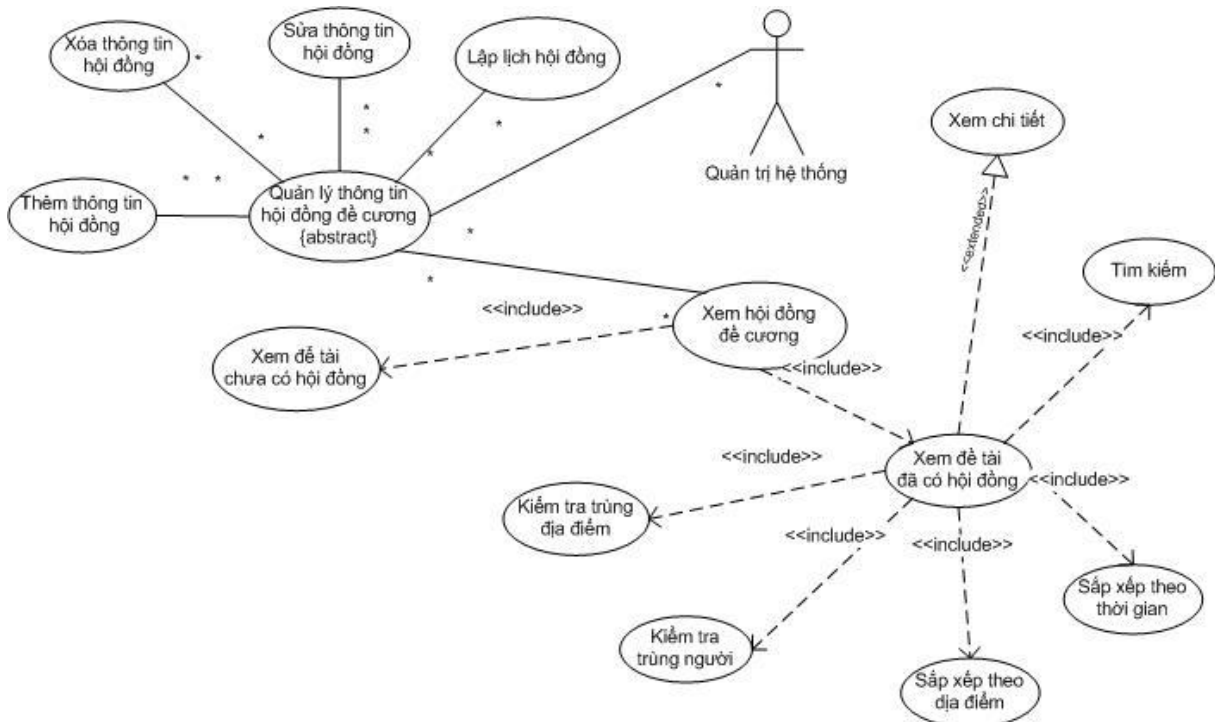 Xóa thông tin
hội đồng
*
Sửa thông tin
hội đồng
Lập lịch hội đồng
*
*
*
*
*
*
*
Quản trị hệ thống
Xem chi tiết
Thêm thông tin
hội đồng
*
*
Quản lý thông tin
hội đồng đề cương
{abstract}
*
*
<<extended>>
Tìm kiếm
<<include>>
*
Xem hội đồng
đề cương
<<include>>
Xem đề tài
chưa có hội đồng
<<include>>
<<include>>
Xem đề tài
đã có hội đồng
<<include>>
Kiểm tra trùng
địa điểm
<<include>>
<<include>>
Sắp xếp theo
thời gian
Kiểm tra
trùng người
Sắp xếp theo
địa điểm